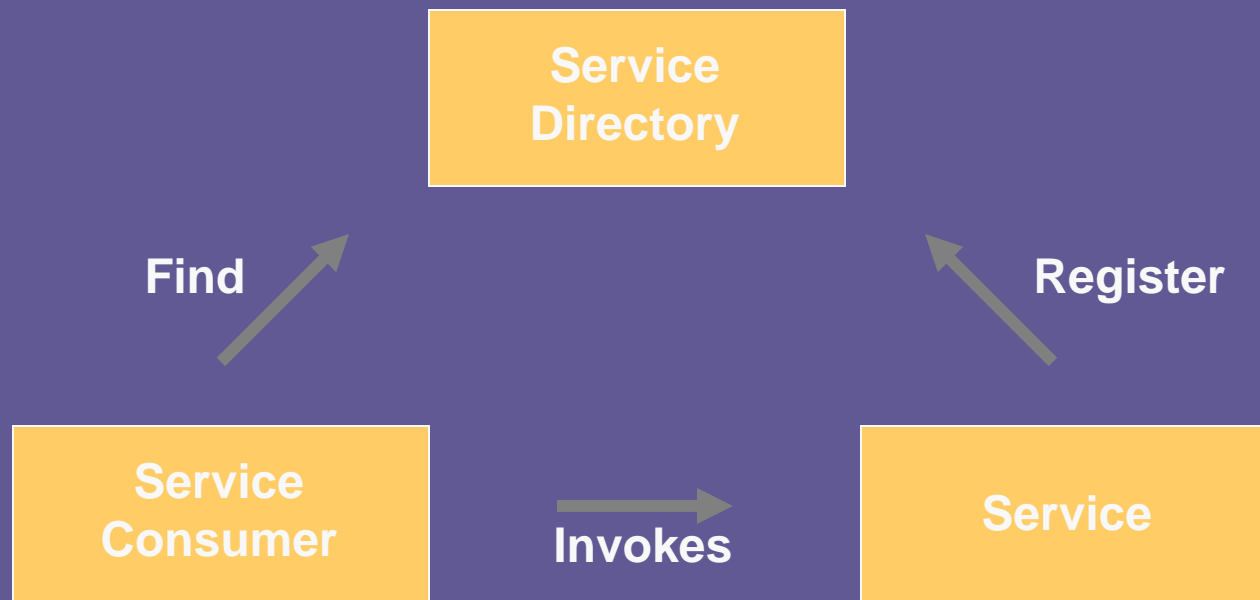 Service
Directory
Find
Register
Service
Consumer
Invokes
Service